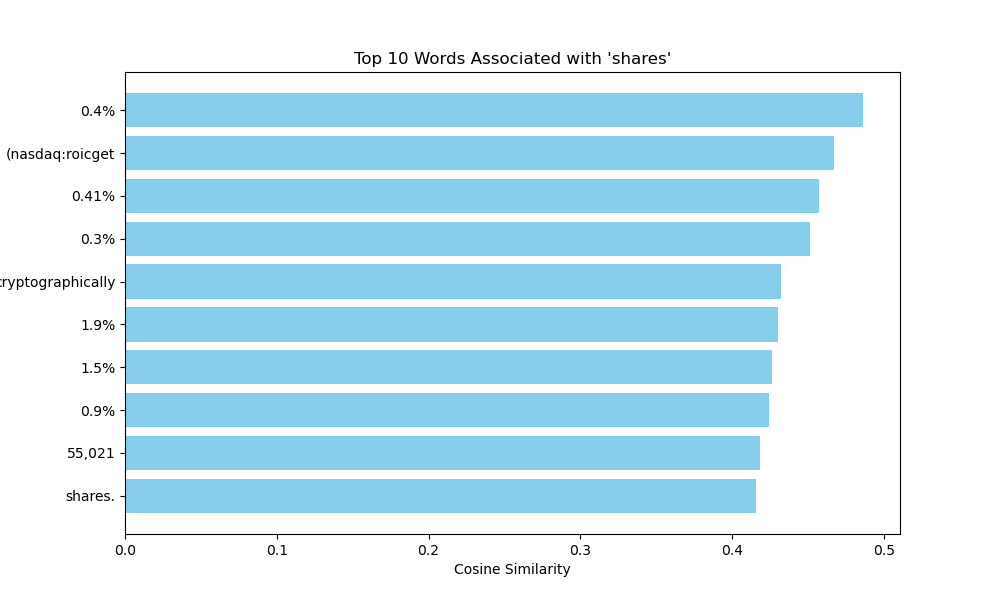 Top 10 Words Associated with 'shares'
0.4%
(nasdaq:roicget
0.41%
0.3%
cryptographically
1.9%
1.5%
0.9%
55,021
shares.
0.0 0.1 0.2 0.3 0.4 0.5
Cosine Similarity